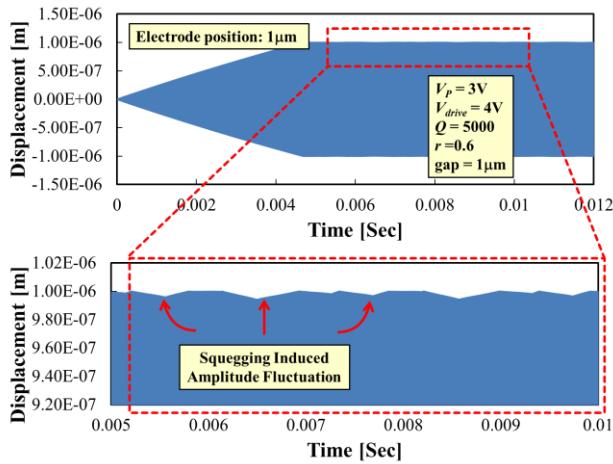 Displacement [m]
1.50E-06
1.00E-06
5.00E-07
0.00E+00
-5.00E-07
-1.00E-06
-1.50E-06
Electrode position: 1μm
V_P = 3V
V_drive = 4V
Q = 5000
r =0.6
gap = 1μm
0 0.002 0.004 0.006 0.008 0.01 0.012
Time [Sec]
Displacement [m]
1.02E-06
1.00E-06
9.80E-07
9.60E-07
9.40E-07
9.20E-07
Squegging Induced
Amplitude Fluctuation
0.005 0.006 0.007 0.008 0.009 0.01
Time [Sec]